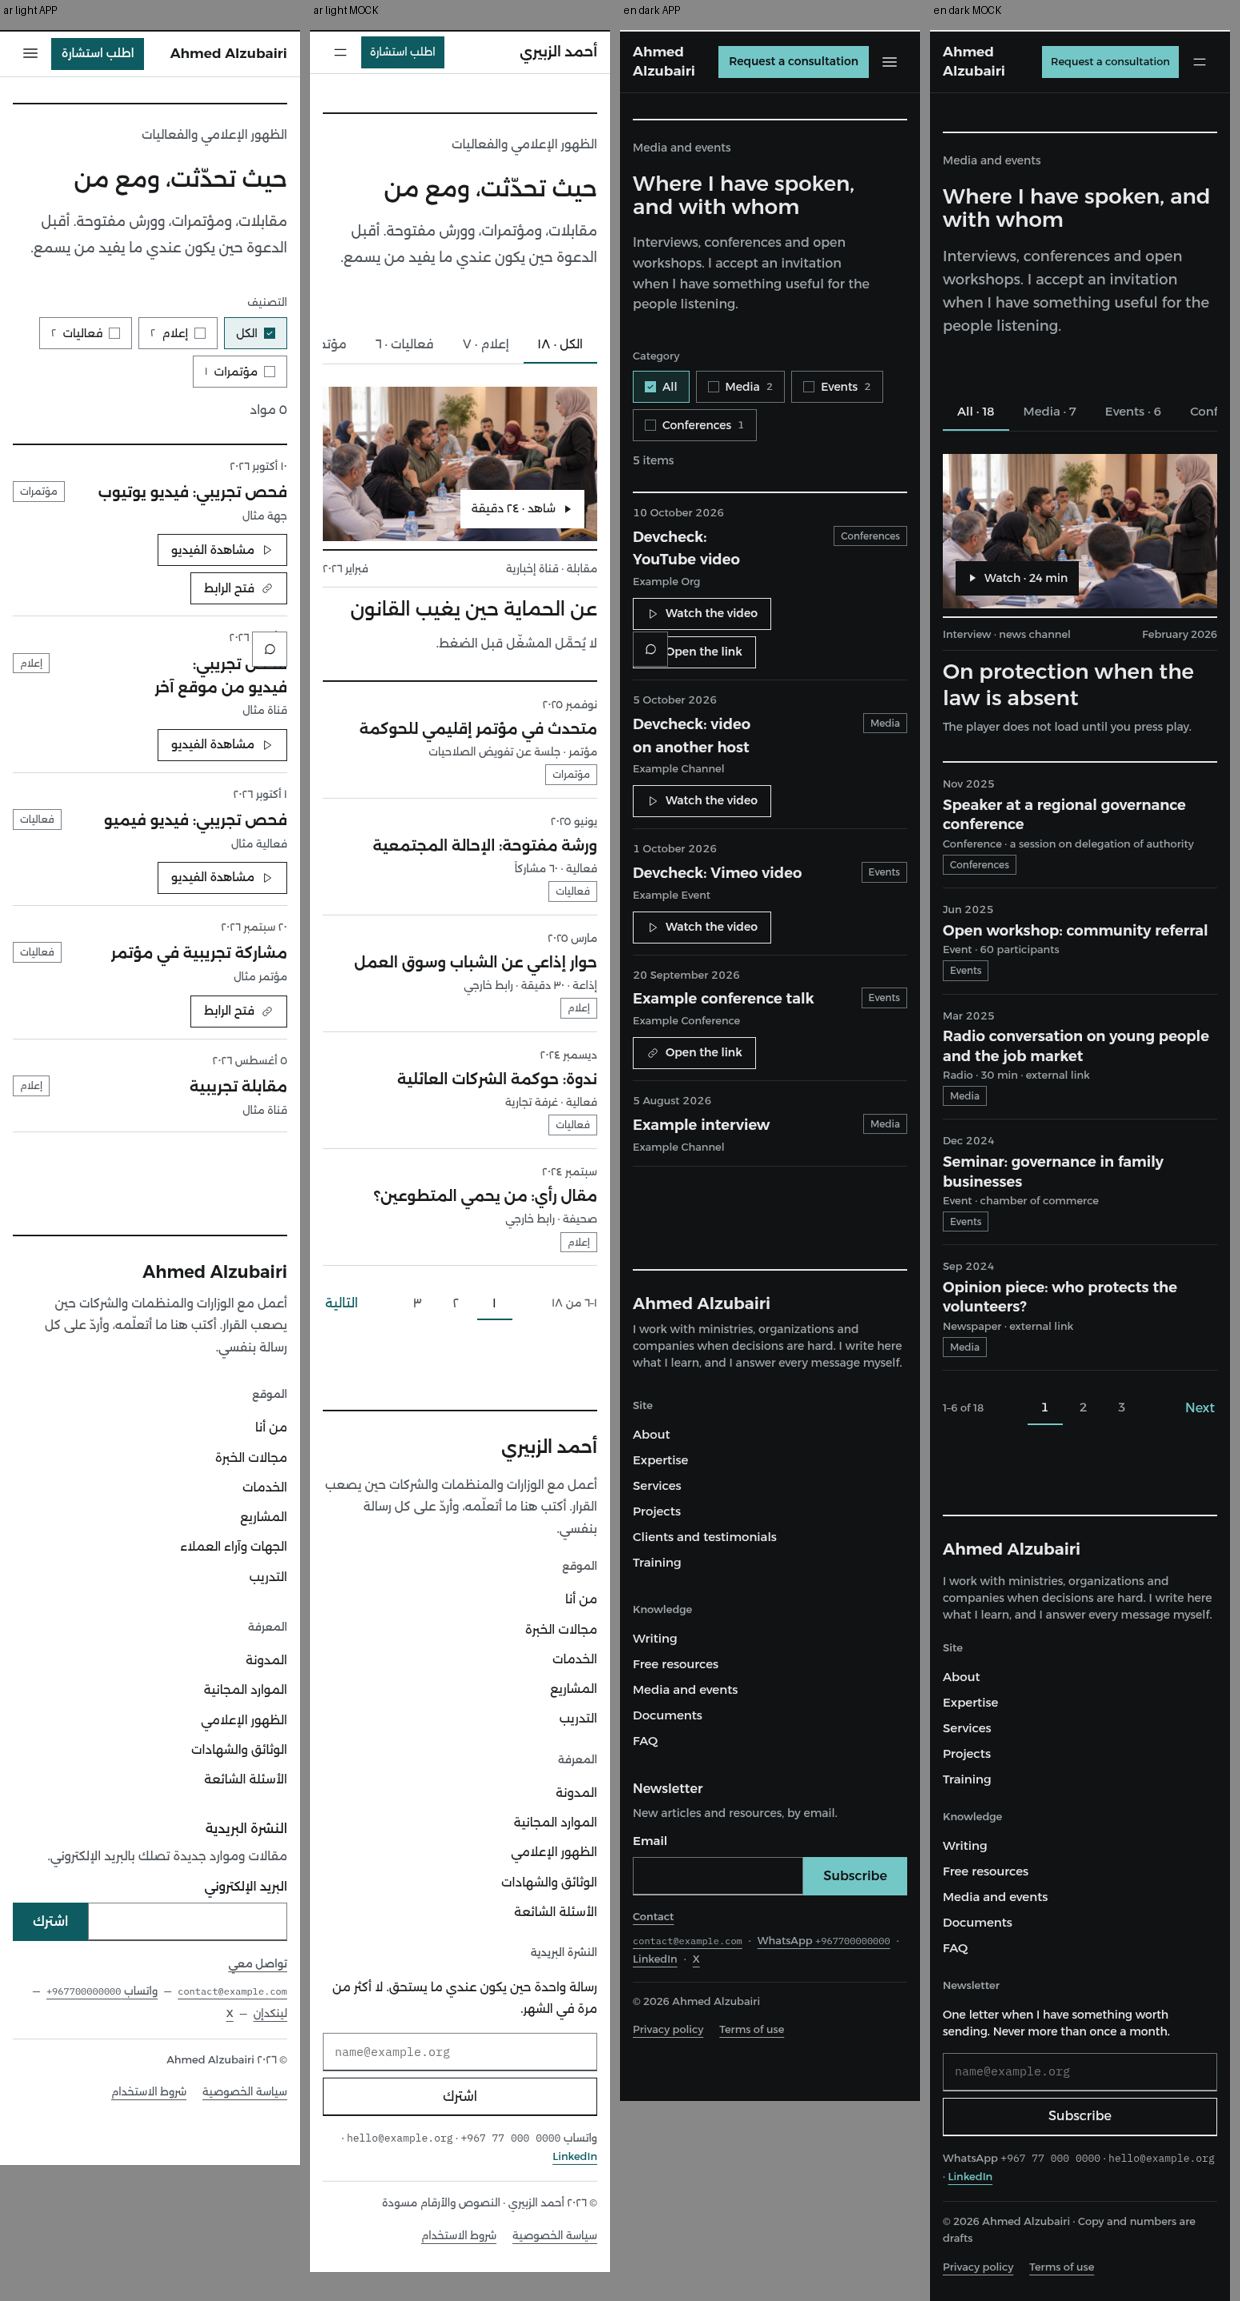 ar light APP
اطلب استشارة
Ahmed Alzubairi
الظهور الإعلامي والفعاليات
حيث تحدّثت، ومع من
مقابلات، ومؤتمرات، وورش مفتوحة. أقبل
الدعوة حين يكون عندي ما يفيد من يسمع.
التصنيف
الكل
إعلام ٢
فعاليات ٢
مؤتمرات ١
٥ مواد
١٠ أكتوبر ٢٠٢٦
فحص تجريبي: فيديو يوتيوب
مؤتمرات
جهة مثال
مشاهدة الفيديو
فتح الرابط
٢٠٢٦
تجريبي:
إعلام
فيديو من موقع آخر
قناة مثال
مشاهدة الفيديو
١ أكتوبر ٢٠٢٦
فحص تجريبي: فيديو فيميو
فعاليات
فعالية مثال
مشاهدة الفيديو
٢٠ سبتمبر ٢٠٢٦
مشاركة تجريبية في مؤتمر
فعاليات
مؤتمر مثال
فتح الرابط
٥ أغسطس ٢٠٢٦
مقابلة تجريبية
إعلام
قناة مثال
Ahmed Alzubairi
أعمل مع الوزارات والمنظمات والشركات حين
يصعب القرار. أكتب هنا ما أتعلّمه، وأردّ على كل
رسالة بنفسي.
الموقع
من أنا
مجالات الخبرة
الخدمات
المشاريع
الجهات وآراء العملاء
التدريب
المعرفة
المدونة
الموارد المجانية
الظهور الإعلامي
الوثائق والشهادات
الأسئلة الشائعة
النشرة البريدية
مقالات وموارد جديدة تصلك بالبريد الإلكتروني.
البريد الإلكتروني
اشترك
تواصل معي
contact@example.com — واتساب +967700000000 —
لينكدإن — X
© ٢٠٢٦ Ahmed Alzubairi
سياسة الخصوصية شروط الاستخدام
ar light MOCK
اطلب استشارة
أحمد الزبيري
الظهور الإعلامي والفعاليات
حيث تحدّثت، ومع من
مقابلات، ومؤتمرات، وورش مفتوحة. أقبل
الدعوة حين يكون عندي ما يفيد من يسمع.
الكل · ١٨
إعلام · ٧
فعاليات · ٦
شاهد · ٢٤ دقيقة
مقابلة · قناة إخبارية
فبراير ٢٠٢٦
عن الحماية حين يغيب القانون
لا يُحمَّل المشغّل قبل الضغط.
نوفمبر ٢٠٢٥
متحدث في مؤتمر إقليمي للحوكمة
مؤتمر · جلسة عن تفويض الصلاحيات
مؤتمرات
يونيو ٢٠٢٥
ورشة مفتوحة: الإحالة المجتمعية
فعالية · ٦٠ مشاركاً
فعاليات
مارس ٢٠٢٥
حوار إذاعي عن الشباب وسوق العمل
إذاعة · ٣٠ دقيقة · رابط خارجي
إعلام
ديسمبر ٢٠٢٤
ندوة: حوكمة الشركات العائلية
فعالية · غرفة تجارية
فعاليات
سبتمبر ٢٠٢٤
مقال رأي: من يحمي المتطوعين؟
صحيفة · رابط خارجي
إعلام
١–٦ من ١٨
١
٢
٣
التالية
أحمد الزبيري
أعمل مع الوزارات والمنظمات والشركات حين يصعب
القرار. أكتب هنا ما أتعلّمه، وأردّ على كل رسالة
بنفسي.
الموقع
من أنا
مجالات الخبرة
الخدمات
المشاريع
التدريب
المعرفة
المدونة
الموارد المجانية
الظهور الإعلامي
الوثائق والشهادات
الأسئلة الشائعة
النشرة البريدية
رسالة واحدة حين يكون عندي ما يستحق. لا أكثر من
مرة في الشهر.
name@example.org
اشترك
واتساب +967 77 000 0000 · hello@example.org ·
LinkedIn
© ٢٠٢٦ أحمد الزبيري · النصوص والأرقام مسودة
سياسة الخصوصية شروط الاستخدام
en dark APP
Ahmed
Alzubairi
Request a consultation
Media and events
Where I have spoken,
and with whom
Interviews, conferences and open
workshops. I accept an invitation
when I have something useful for the
people listening.
Category
All
Media 2
Events 2
Conferences 1
5 items
10 October 2026
Devcheck:
YouTube video
Conferences
Example Org
Watch the video
Open the link
5 October 2026
Devcheck: video
on another host
Media
Example Channel
Watch the video
1 October 2026
Devcheck: Vimeo video
Events
Example Event
Watch the video
20 September 2026
Example conference talk
Events
Example Conference
Open the link
5 August 2026
Example interview
Media
Example Channel
Ahmed Alzubairi
I work with ministries, organizations and
companies when decisions are hard. I write here
what I learn, and I answer every message myself.
Site
About
Expertise
Services
Projects
Clients and testimonials
Training
Knowledge
Writing
Free resources
Media and events
Documents
FAQ
Newsletter
New articles and resources, by email.
Email
Subscribe
Contact
contact@example.com · WhatsApp +967700000000 ·
LinkedIn · X
© 2026 Ahmed Alzubairi
Privacy policy Terms of use
en dark MOCK
Ahmed
Alzubairi
Request a consultation
Media and events
Where I have spoken, and
with whom
Interviews, conferences and open
workshops. I accept an invitation
when I have something useful for the
people listening.
All · 18
Media · 7
Events · 6
Conf
Watch · 24 min
Interview · news channel
February 2026
On protection when the
law is absent
The player does not load until you press play.
Nov 2025
Speaker at a regional governance
conference
Conference · a session on delegation of authority
Conferences
Jun 2025
Open workshop: community referral
Event · 60 participants
Events
Mar 2025
Radio conversation on young people
and the job market
Radio · 30 min · external link
Media
Dec 2024
Seminar: governance in family
businesses
Event · chamber of commerce
Events
Sep 2024
Opinion piece: who protects the
volunteers?
Newspaper · external link
Media
1–6 of 18
1
2
3
Next
Ahmed Alzubairi
I work with ministries, organizations and
companies when decisions are hard. I write here
what I learn, and I answer every message myself.
Site
About
Expertise
Services
Projects
Training
Knowledge
Writing
Free resources
Media and events
Documents
FAQ
Newsletter
One letter when I have something worth
sending. Never more than once a month.
name@example.org
Subscribe
WhatsApp +967 77 000 0000 · hello@example.org
· LinkedIn
© 2026 Ahmed Alzubairi · Copy and numbers are
drafts
Privacy policy Terms of use